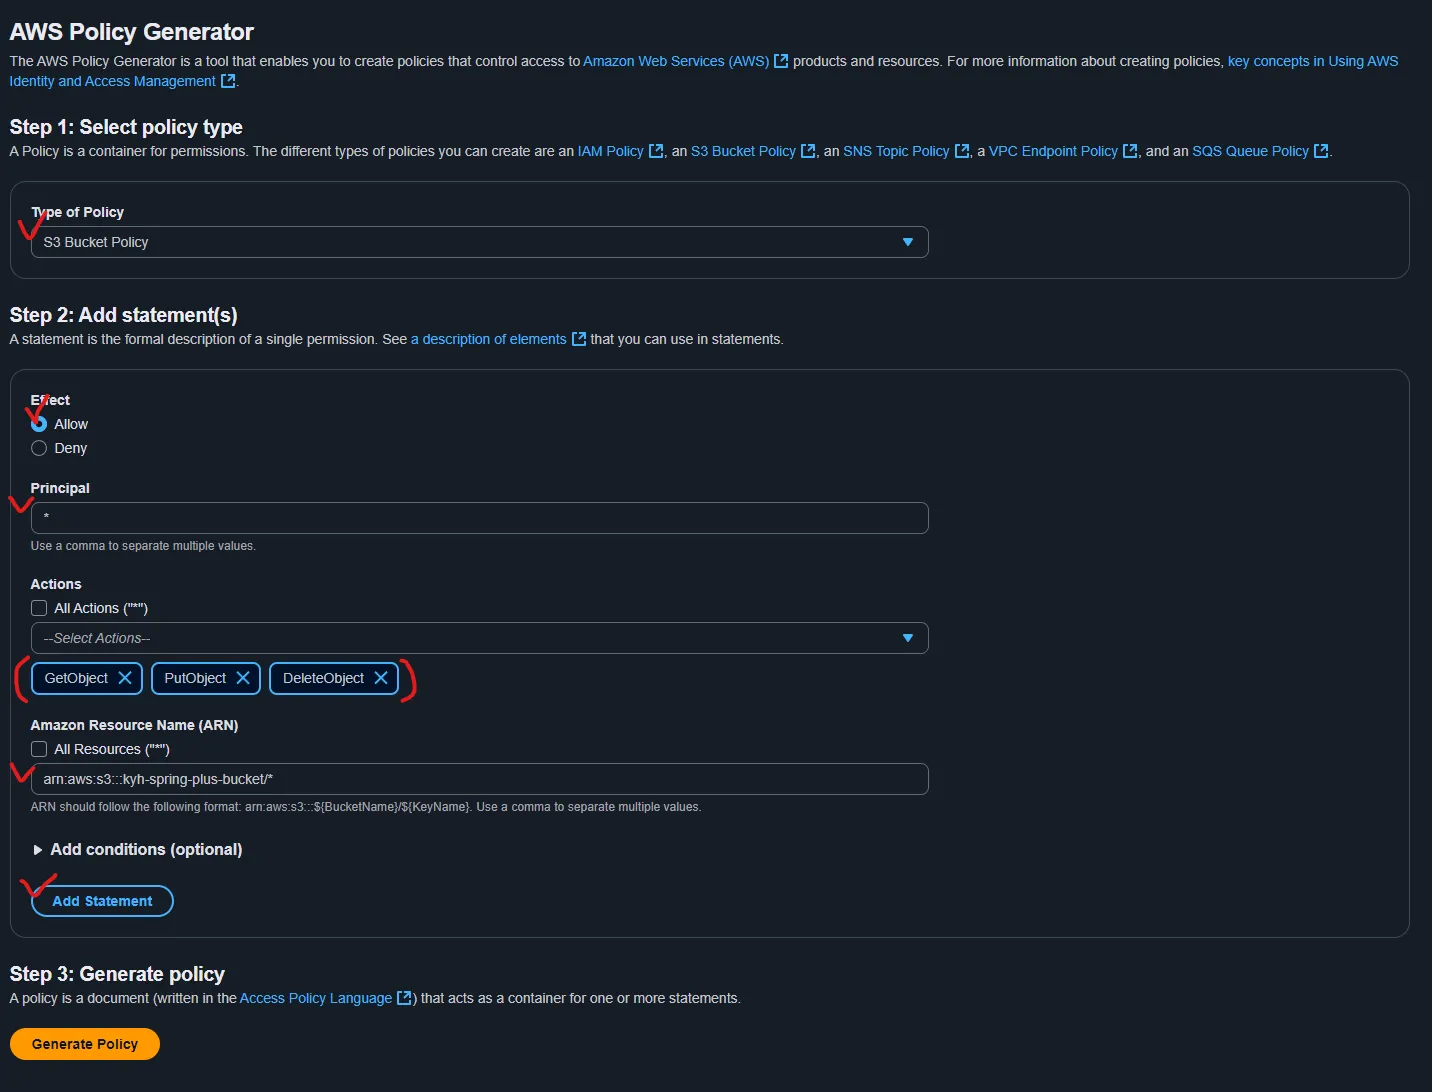 AWS Policy Generator
The AWS Policy Generator is a tool that enables you to create policies that control access to Amazon Web Services (AWS) products and resources. For more information about creating policies, key concepts in Using AWS
Identity and Access Management.
Step 1: Select policy type
A Policy is a container for permissions. The different types of policies you can create are an IAM Policy, an S3 Bucket Policy, an SNS Topic Policy, a VPC Endpoint Policy, and an SQS Queue Policy.
Type of Policy
S3 Bucket Policy
Step 2: Add statement(s)
A statement is the formal description of a single permission. See a description of elements that you can use in statements.
Effect
Allow
Deny
Principal
*
Use a comma to separate multiple values.
Actions
All Actions ("*")
--Select Actions--
GetObject PutObject DeleteObject
Amazon Resource Name (ARN)
All Resources ("*")
arn:aws:s3:::kyh-spring-plus-bucket/*
ARN should follow the following format: arn:aws:s3:::${BucketName}/${KeyName}. Use a comma to separate multiple values.
Add conditions (optional)
Add Statement
Step 3: Generate policy
A policy is a document (written in the Access Policy Language) that acts as a container for one or more statements.
Generate Policy